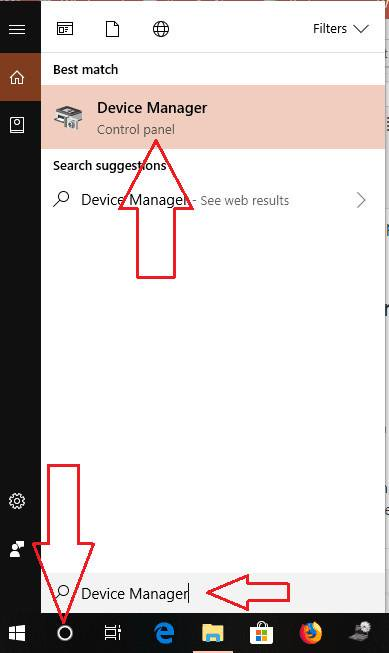 Filters
Best match
Device Manager
Control panel
Search suggestions
Device Manager - See web results
Device Manager